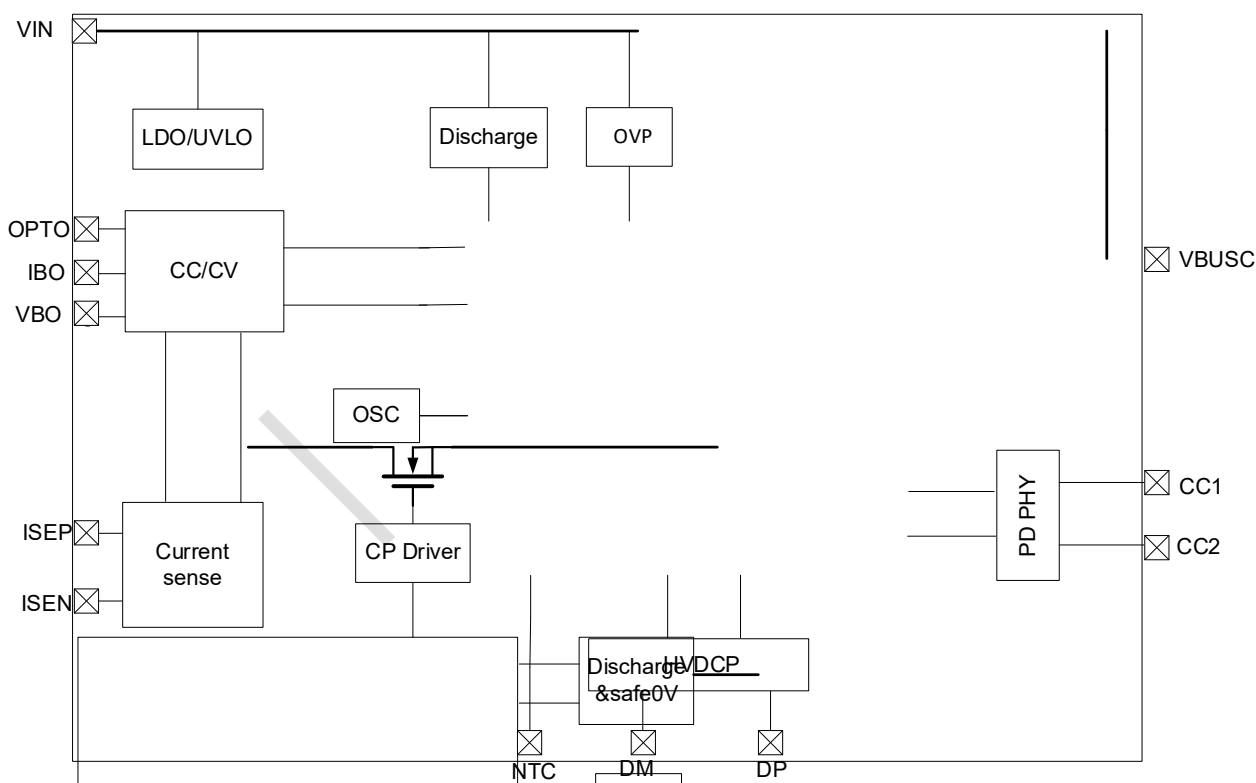 VIN
LDO/UVLO
Discharge
OVP
OPTO
IBO
VBO
CC/CV
VBUSC
OSC
CC1
CC2
PD PHY
ISEP
ISEN
Current
sense
CP Driver
Discharge
&safe0V
HVDCP
NTC
DM
DP